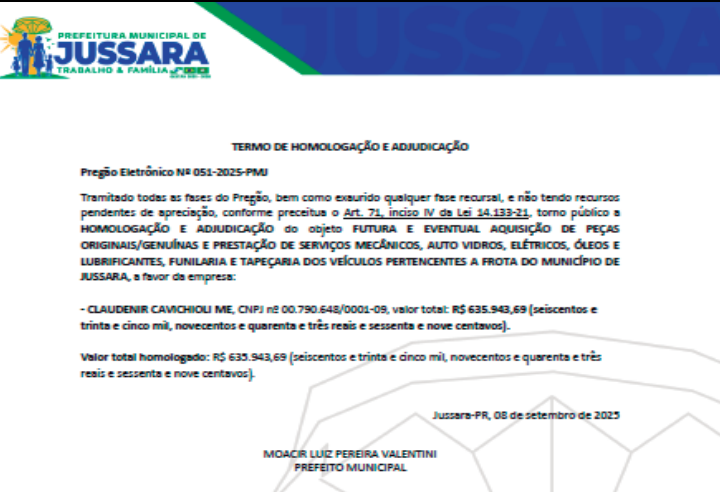 PREFEITURA MUNICIPAL DE
JUSSARA
TRABALHO & FAMÍLIA
JUSSARA
TERMO DE HOMOLOGAÇÃO E ADJUDICAÇÃO
Pregão Eletrônico Nº 051-2025-PMJ
Tramitado todas as fases do Pregão, bem como exaurido qualquer fase recursal, e não tendo recursos
pendentes de apreciação, conforme preceitua o Art. 71, inciso IV da Lei 14.133-21, torno público a
HOMOLOGAÇÃO E ADJUDICAÇÃO do objeto FUTURA E EVENTUAL AQUISIÇÃO DE PEÇAS
ORIGINAIS/GENUÍNAS E PRESTAÇÃO DE SERVIÇOS MECÂNICOS, AUTO VIDROS, ELÉTRICOS, ÓLEOS E
LUBRIFICANTES, FUNILARIA E TAPEÇARIA DOS VEÍCULOS PERTENCENTES A FROTA DO MUNICÍPIO DE
JUSSARA, a favor da empresa:
- CLAUDENIR CAVICHIOLI ME, CNPJ nº 00.790.648/0001-09, valor total: R$ 635.943,69 (seiscentos e
trinta e cinco mil, novecentos e quarenta e três reais e sessenta e nove centavos).
Valor total homologado: R$ 635.943,69 (seiscentos e trinta e cinco mil, novecentos e quarenta e três
reais e sessenta e nove centavos).
Jussara-PR, 08 de setembro de 2025
MOACIR LUIZ PEREIRA VALENTINI
PREFEITO MUNICIPAL